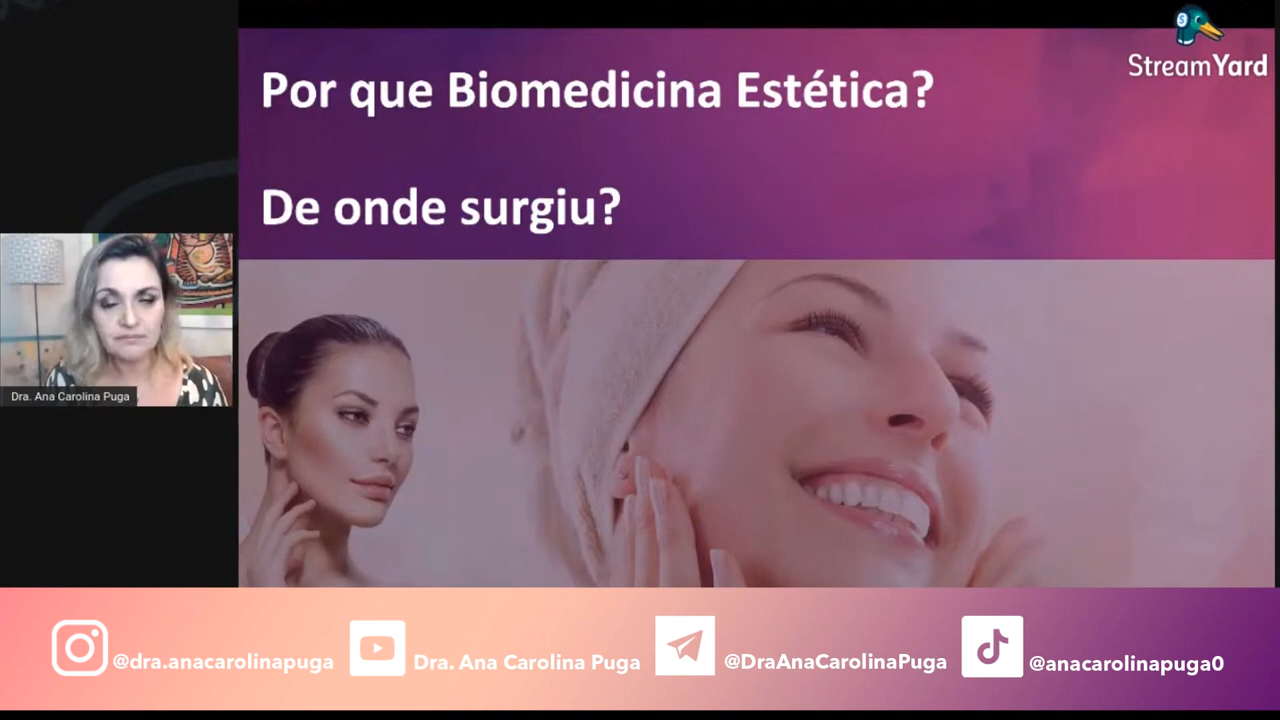 StreamYard
Por que Biomedicina Estética?
De onde surgiu?
Dra. Ana Carolina Puga
@dra.anacarolinapuga
Dra. Ana Carolina Puga
@DraAnaCarolinaPuga
@anacarolinapuga0